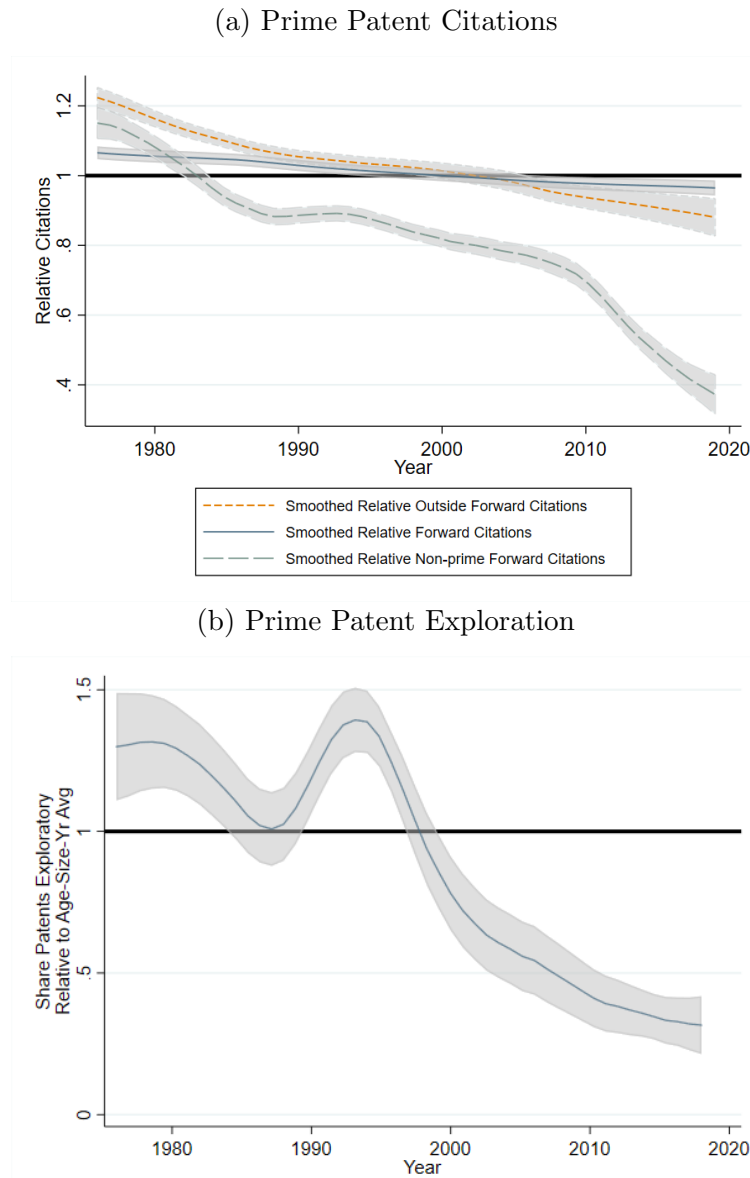 (a) Prime Patent Citations
Relative Citations
1.2
1
.8
.6
.4
1980 1990 2000 2010 2020
Year
Smoothed Relative Outside Forward Citations
Smoothed Relative Forward Citations
Smoothed Relative Non-prime Forward Citations
(b) Prime Patent Exploration
Share Patents Exploratory
Relative to Age-Size-Yr Avg
1.5
1
.5
0
1980 1990 2000 2010 2020
Year